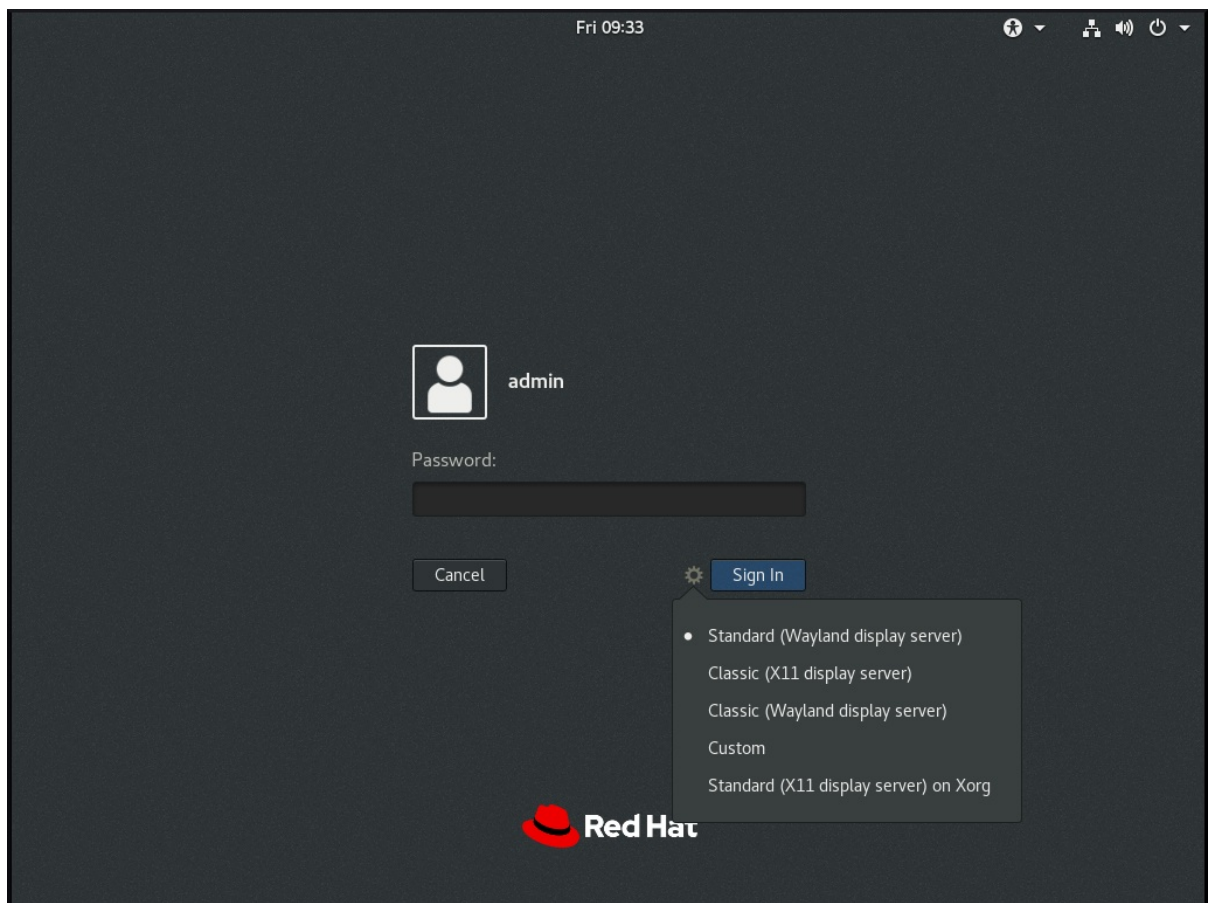 Fri 09:33
admin
Password:
Cancel
Sign In
Standard (Wayland display server)
Classic (X11 display server)
Classic (Wayland display server)
Custom
Standard (X11 display server) on Xorg
Red Hat